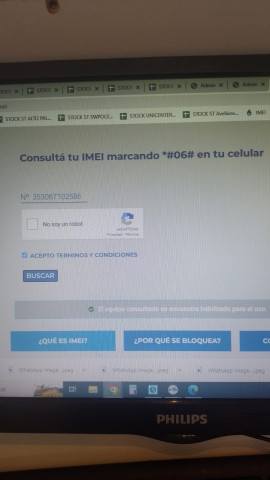 STOCK ST ALTO PAL...
STOCK ST SWPOCE...
STOCK UNICENTER...
STOCK ST Avellane...
IMEI
Consultá tu IMEI marcando *#06# en tu celular
Nº 353067102586
No soy un robot
reCAPTCHA
Privacidad - Términos
ACEPTO TERMINOS Y CONDICIONES
BUSCAR
El equipo consultado se encuentra habilitado para el uso.
¿QUÉ ES IMEI?
¿POR QUÉ SE BLOQUEA?
WhatsApp Image....jpeg
WhatsApp Image....jpeg
WhatsApp Image....jpeg
PHILIPS